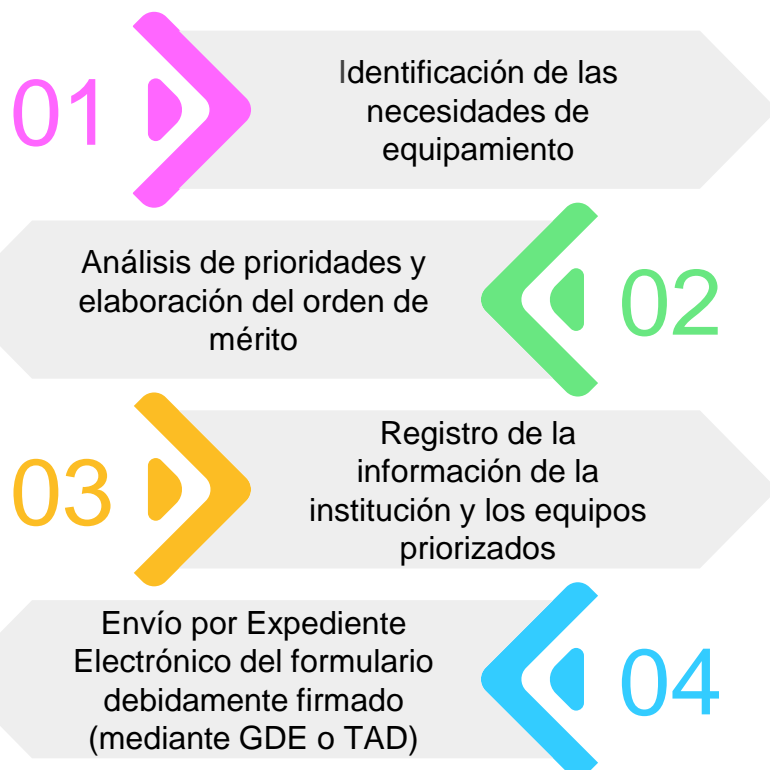 01
Identificación de las
necesidades de
equipamiento
Análisis de prioridades y
elaboración del orden de
mérito
02
03
Registro de la
información de la
institución y los equipos
priorizados
Envío por Expediente
Electrónico del formulario
debidamente firmado
(mediante GDE o TAD)
04